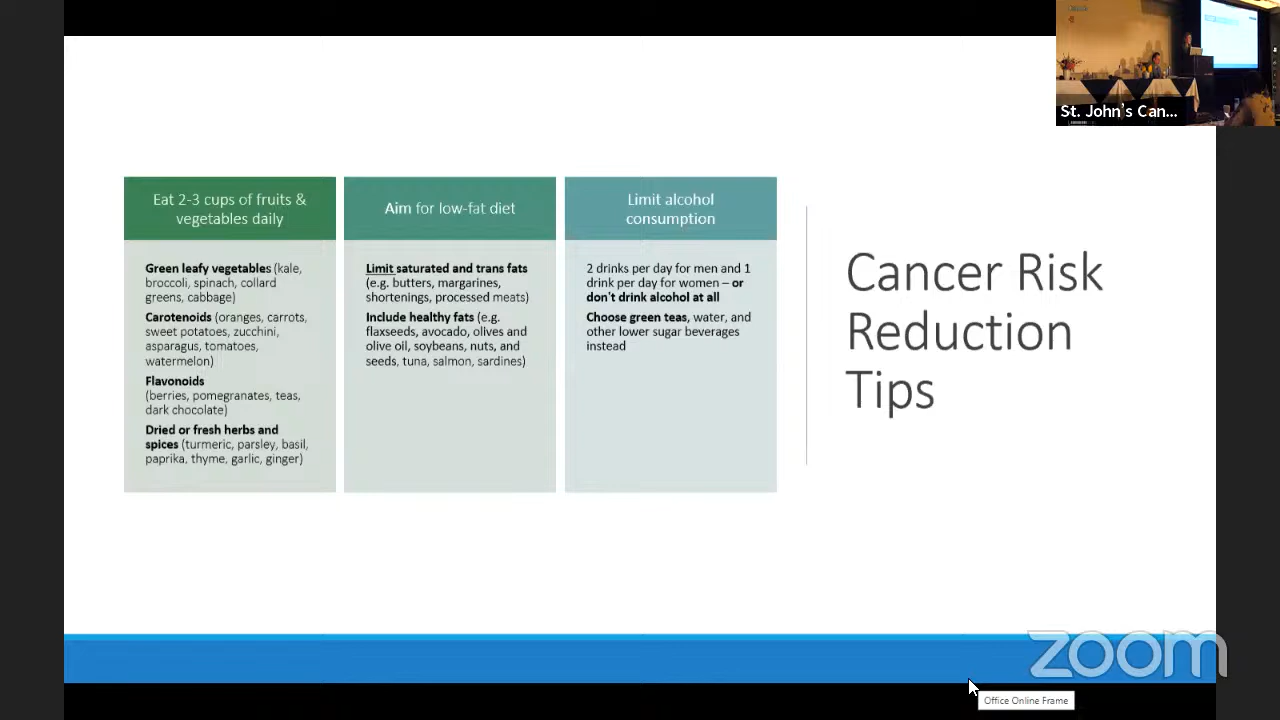 St. John's Can...
Eat 2-3 cups of fruits &
vegetables daily
Green leafy vegetables (kale,
broccoli, spinach, collard
greens, cabbage)
Carotenoids (oranges, carrots,
sweet potatoes, zucchini,
asparagus, tomatoes,
watermelon)
Flavonoids
(berries, pomegranates, teas,
dark chocolate)
Dried or fresh herbs and
spices (turmeric, parsley, basil,
paprika, thyme, garlic, ginger)
Aim for low-fat diet
Limit saturated and trans fats
(e.g. butters, margarines,
shortenings, processed meats)
Include healthy fats (e.g.
flaxseeds, avocado, olives and
olive oil, soybeans, nuts, and
seeds, tuna, salmon, sardines)
Limit alcohol
consumption
2 drinks per day for men and 1
drink per day for women – or
don't drink alcohol at all
Choose green teas, water, and
other lower sugar beverages
instead
Cancer Risk
Reduction
Tips
zoom
Office Online Frame